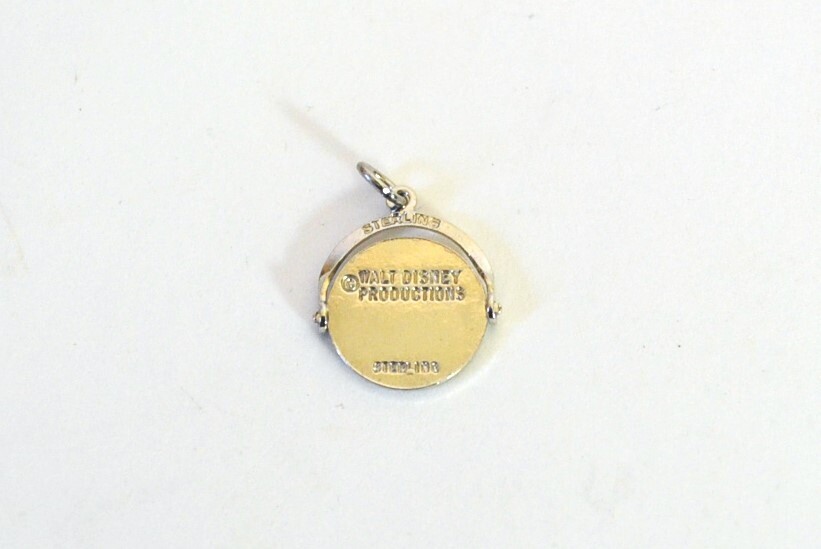 STERLING
© WALT DISNEY
PRODUCTIONS
STERLING